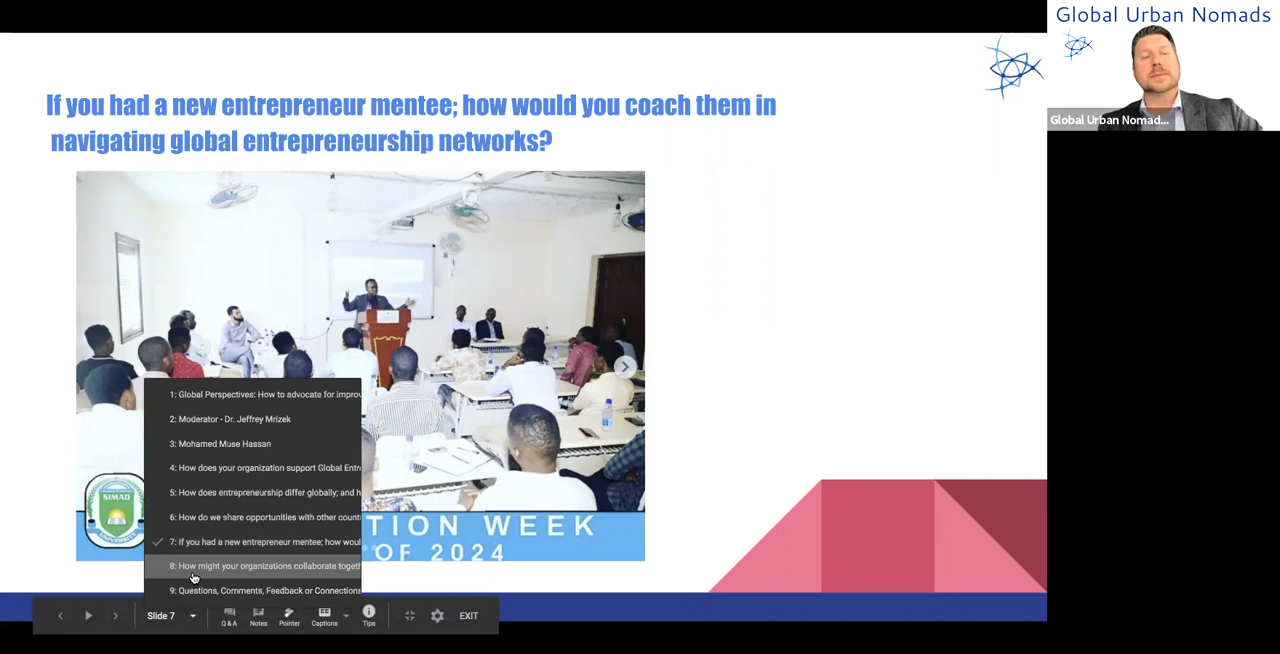 Global Urban Nomads
Global Urban Nomad...
If you had a new entrepreneur mentee; how would you coach them in
navigating global entrepreneurship networks?
1: Global Perspectives: How to advocate for improv
2: Moderator - Dr. Jeffrey Mrizek
3: Mohamed Muse Hassan
4: How does your organization support Global Entr
5: How does entrepreneurship differ globally; and h
6: How do we share opportunities with other count
7: If you had a new entrepreneur mentee; how woul
8: How might your organizations collaborate togeth
9: Questions, Comments, Feedback or Connections
SIMAD
UNIVERSITY
TION WEEK
OF 2024
Slide 7
Q & A
Notes
Pointer
Captions
Tips
EXIT